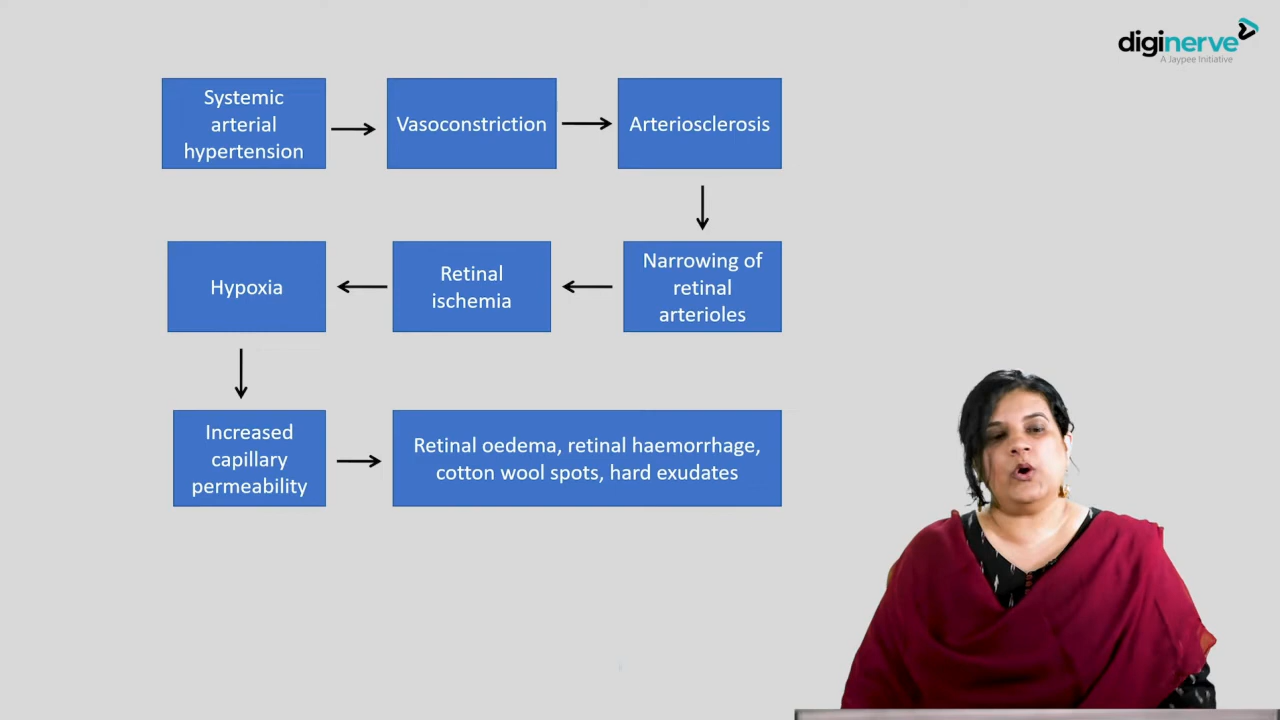 diginerve
A Jaypee Initiative
Systemic
arterial
hypertension
Vasoconstriction
Arteriosclerosis
Narrowing of
retinal
arterioles
Retinal
ischemia
Hypoxia
Increased
capillary
permeability
Retinal oedema, retinal haemorrhage,
cotton wool spots, hard exudates